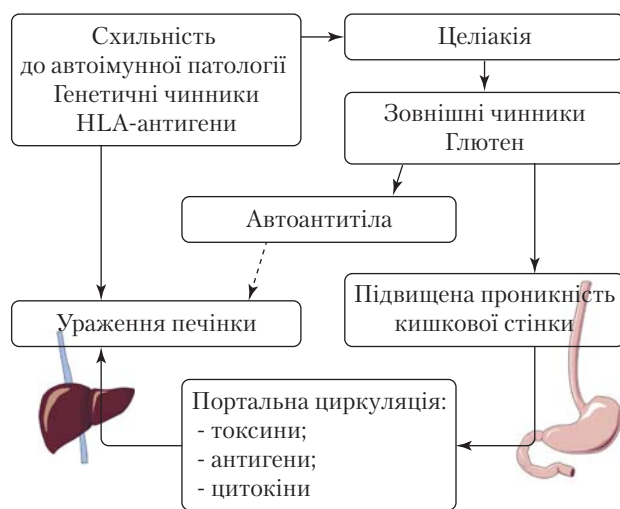 Схильність
до автоімунної патології
Генетичні чинники
HLA-антигени
Целіакія
Зовнішні чинники
Глютен
Автоантитіла
Ураження печінки
Підвищена проникність
кишкової стінки
Портальна циркуляція:
- токсини;
- антигени;
- цитокіни